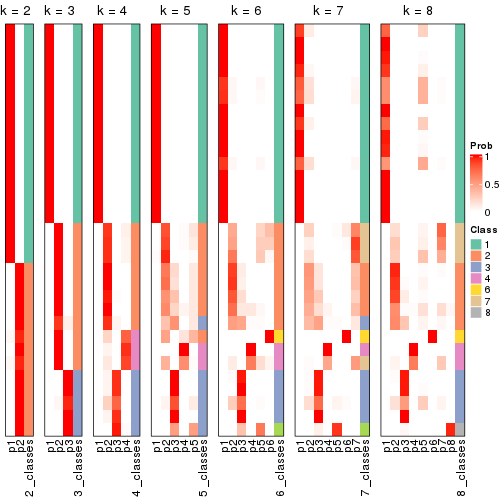 k = 2 k = 3 k = 4 k = 5 k = 6 k = 7 k = 8
Prob
1
0.5
0
Class
1
2
3
4
6
7
8
p1 p2 2_classes
p1 p2 p3 3_classes
p1 p2 p3 p4 4_classes
p1 p2 p3 p4 p5 5_classes
p1 p2 p3 p4 p5 p6 6_classes
p1 p2 p3 p4 p5 p6 p7 7_classes
p1 p2 p3 p4 p5 p6 p7 p8 8_classes